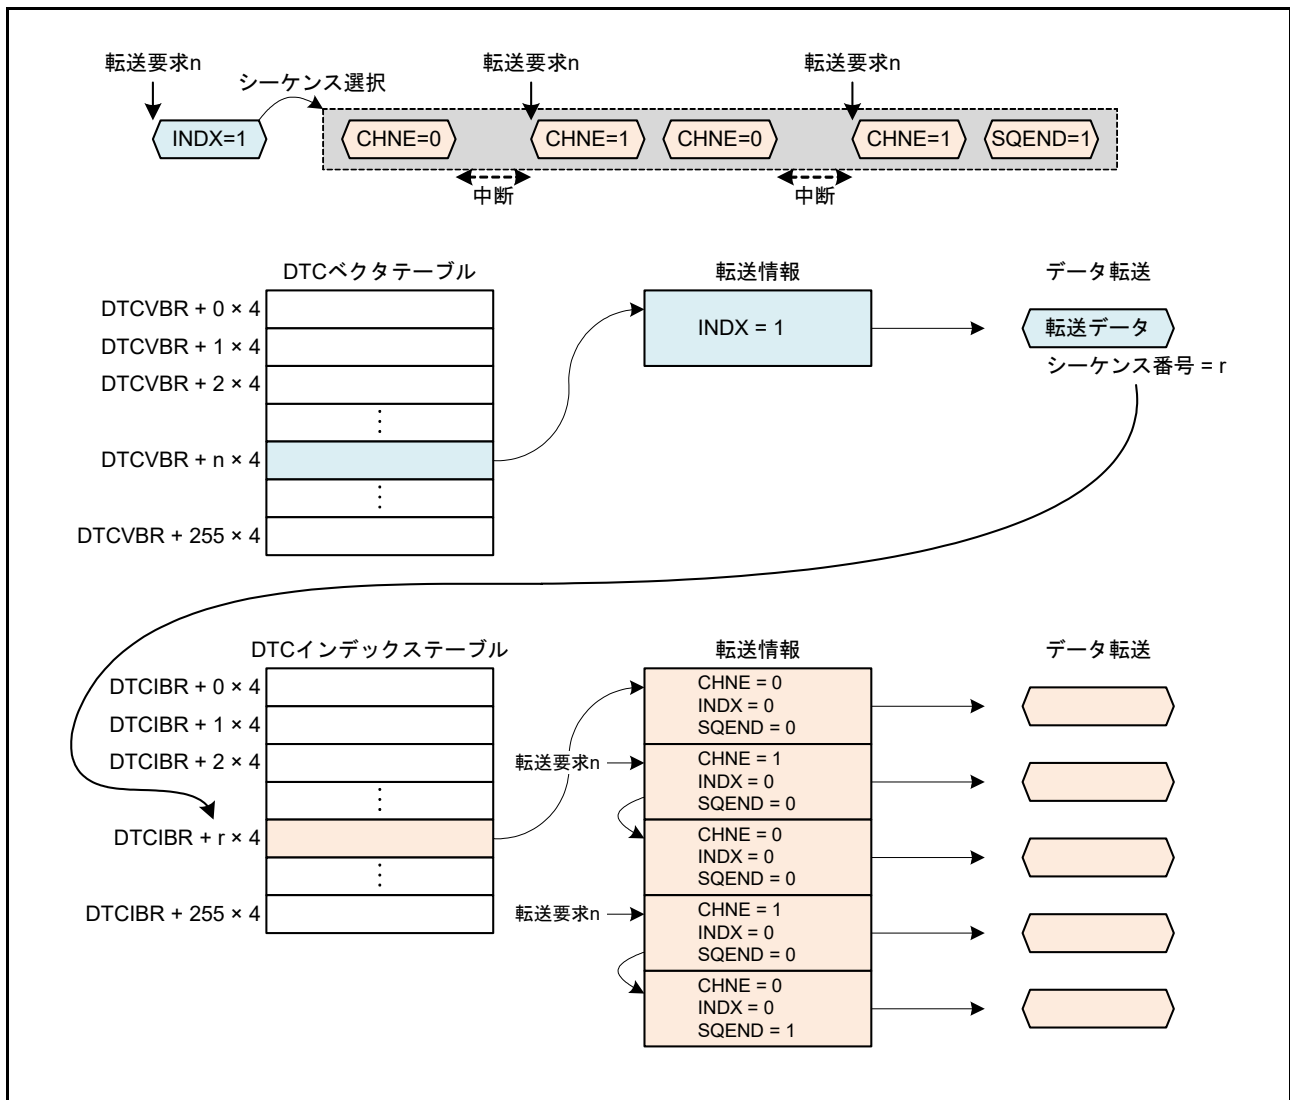 転送要求n
転送要求n
転送要求n
シーケンス選択
INDX=1
CHNE=0
CHNE=1
CHNE=0
CHNE=1
SQEND=1
中断
中断
DTCベクタテーブル
転送情報
データ転送
DTCVBR + 0 × 4
DTCVBR + 1 × 4
DTCVBR + 2 × 4
⋮
DTCVBR + n × 4
⋮
DTCVBR + 255 × 4
INDX = 1
転送データ
シーケンス番号 = r
DTCインデックステーブル
転送情報
データ転送
DTCIBR + 0 × 4
DTCIBR + 1 × 4
DTCIBR + 2 × 4
⋮
DTCIBR + r × 4
⋮
DTCIBR + 255 × 4
CHNE = 0
INDX = 0
SQEND = 0
転送要求n
CHNE = 1
INDX = 0
SQEND = 0
CHNE = 0
INDX = 0
SQEND = 0
転送要求n
CHNE = 1
INDX = 0
SQEND = 0
CHNE = 0
INDX = 0
SQEND = 1